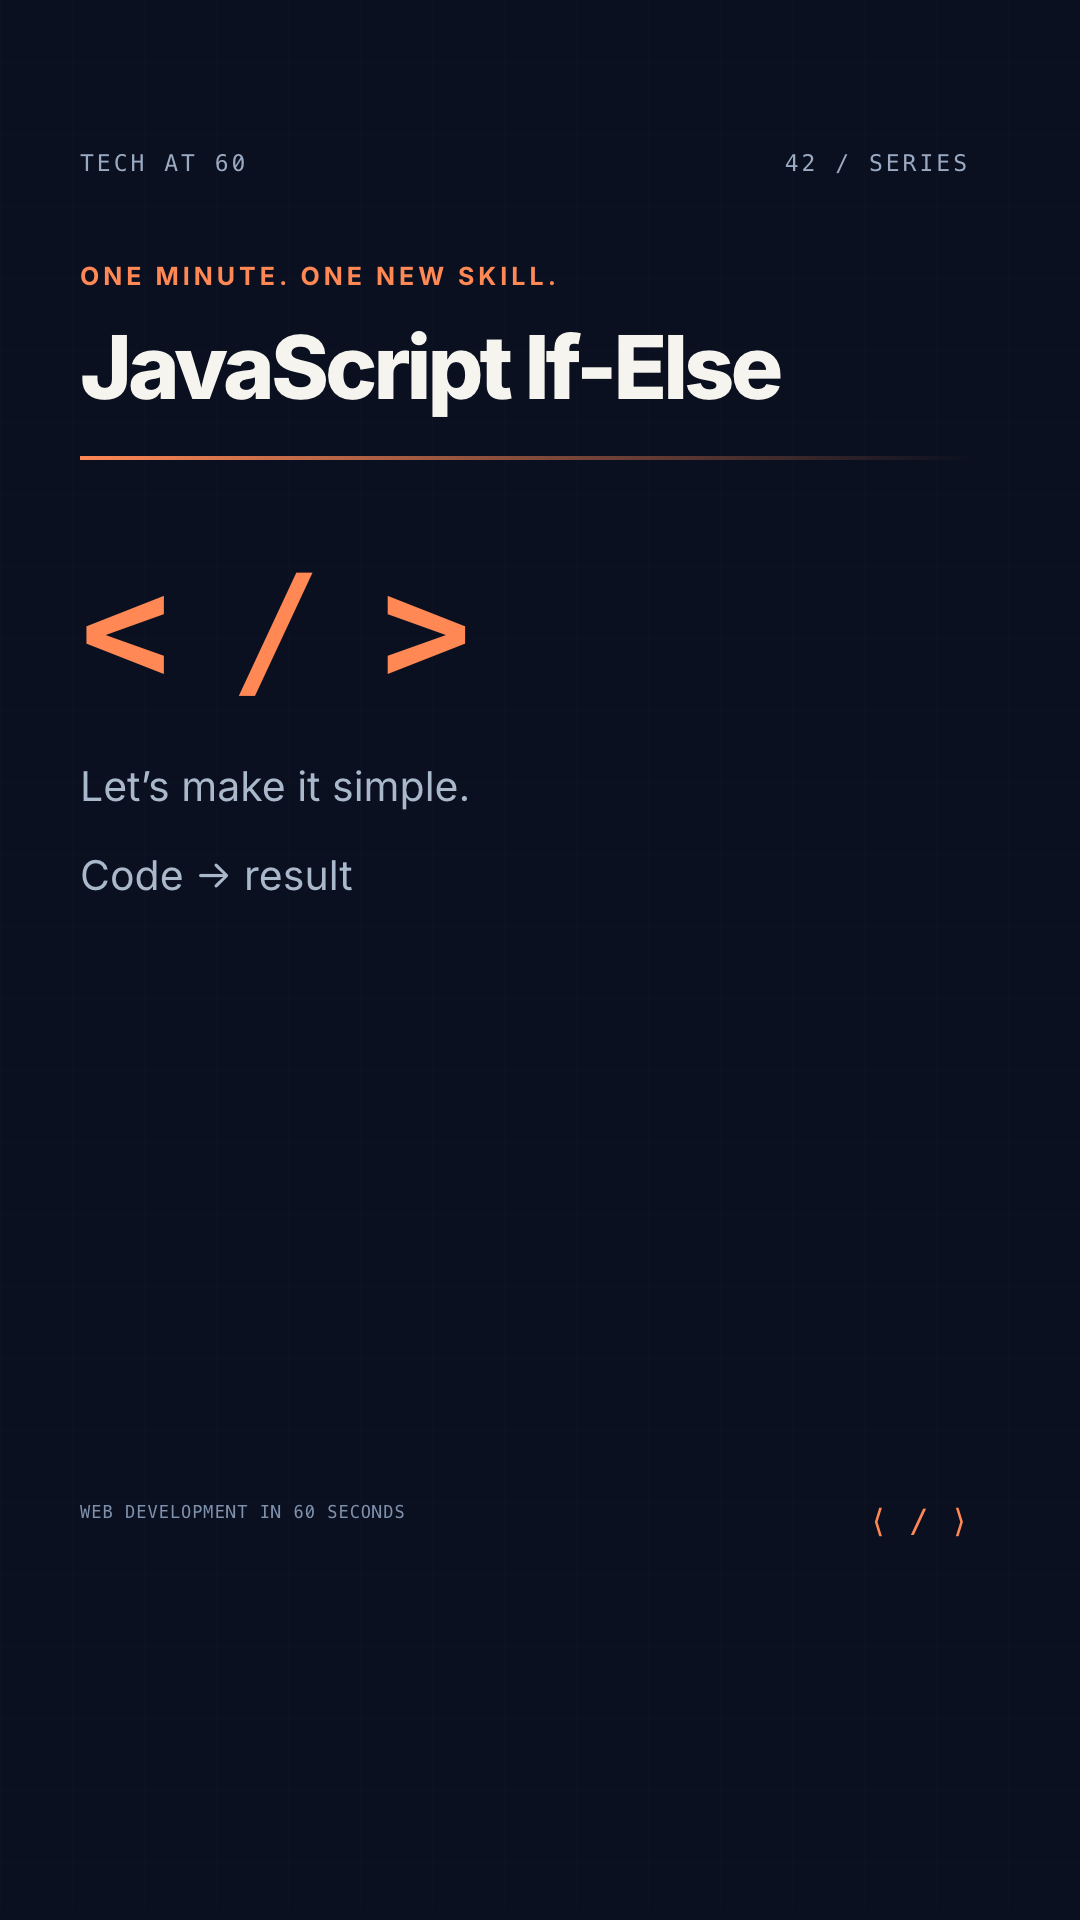 TECH AT 60
42 / SERIES
ONE MINUTE. ONE NEW SKILL.
JavaScript If-Else
< / >
Let’s make it simple.
Code → result
WEB DEVELOPMENT IN 60 SECONDS
⟨ / ⟩